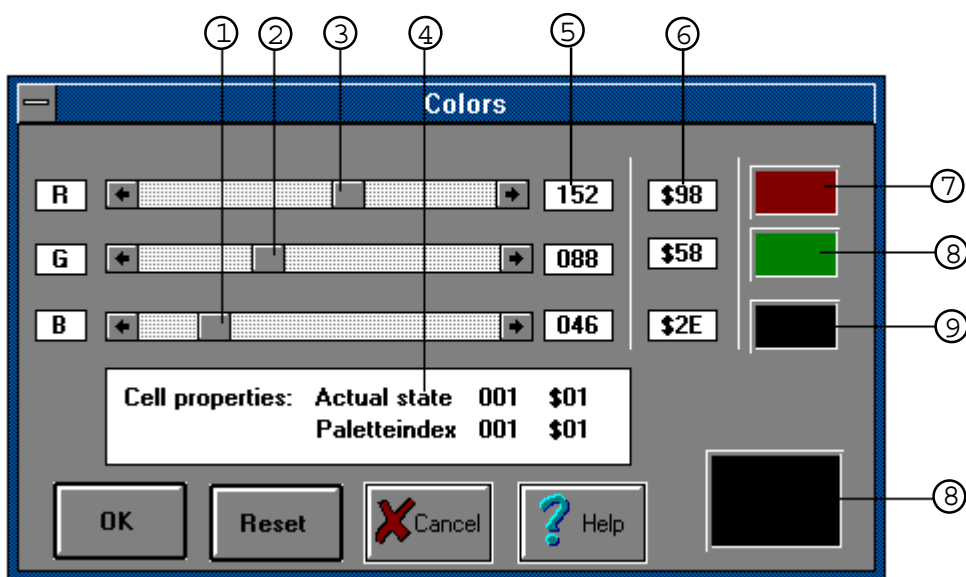 1 2 3 4 5 6
Colors
R 152 $98 7
G 088 $58 8
B 046 $2E 9
Cell properties: Actual state 001 $01
Paletteindex 001 $01
OK Reset Cancel ? Help 8